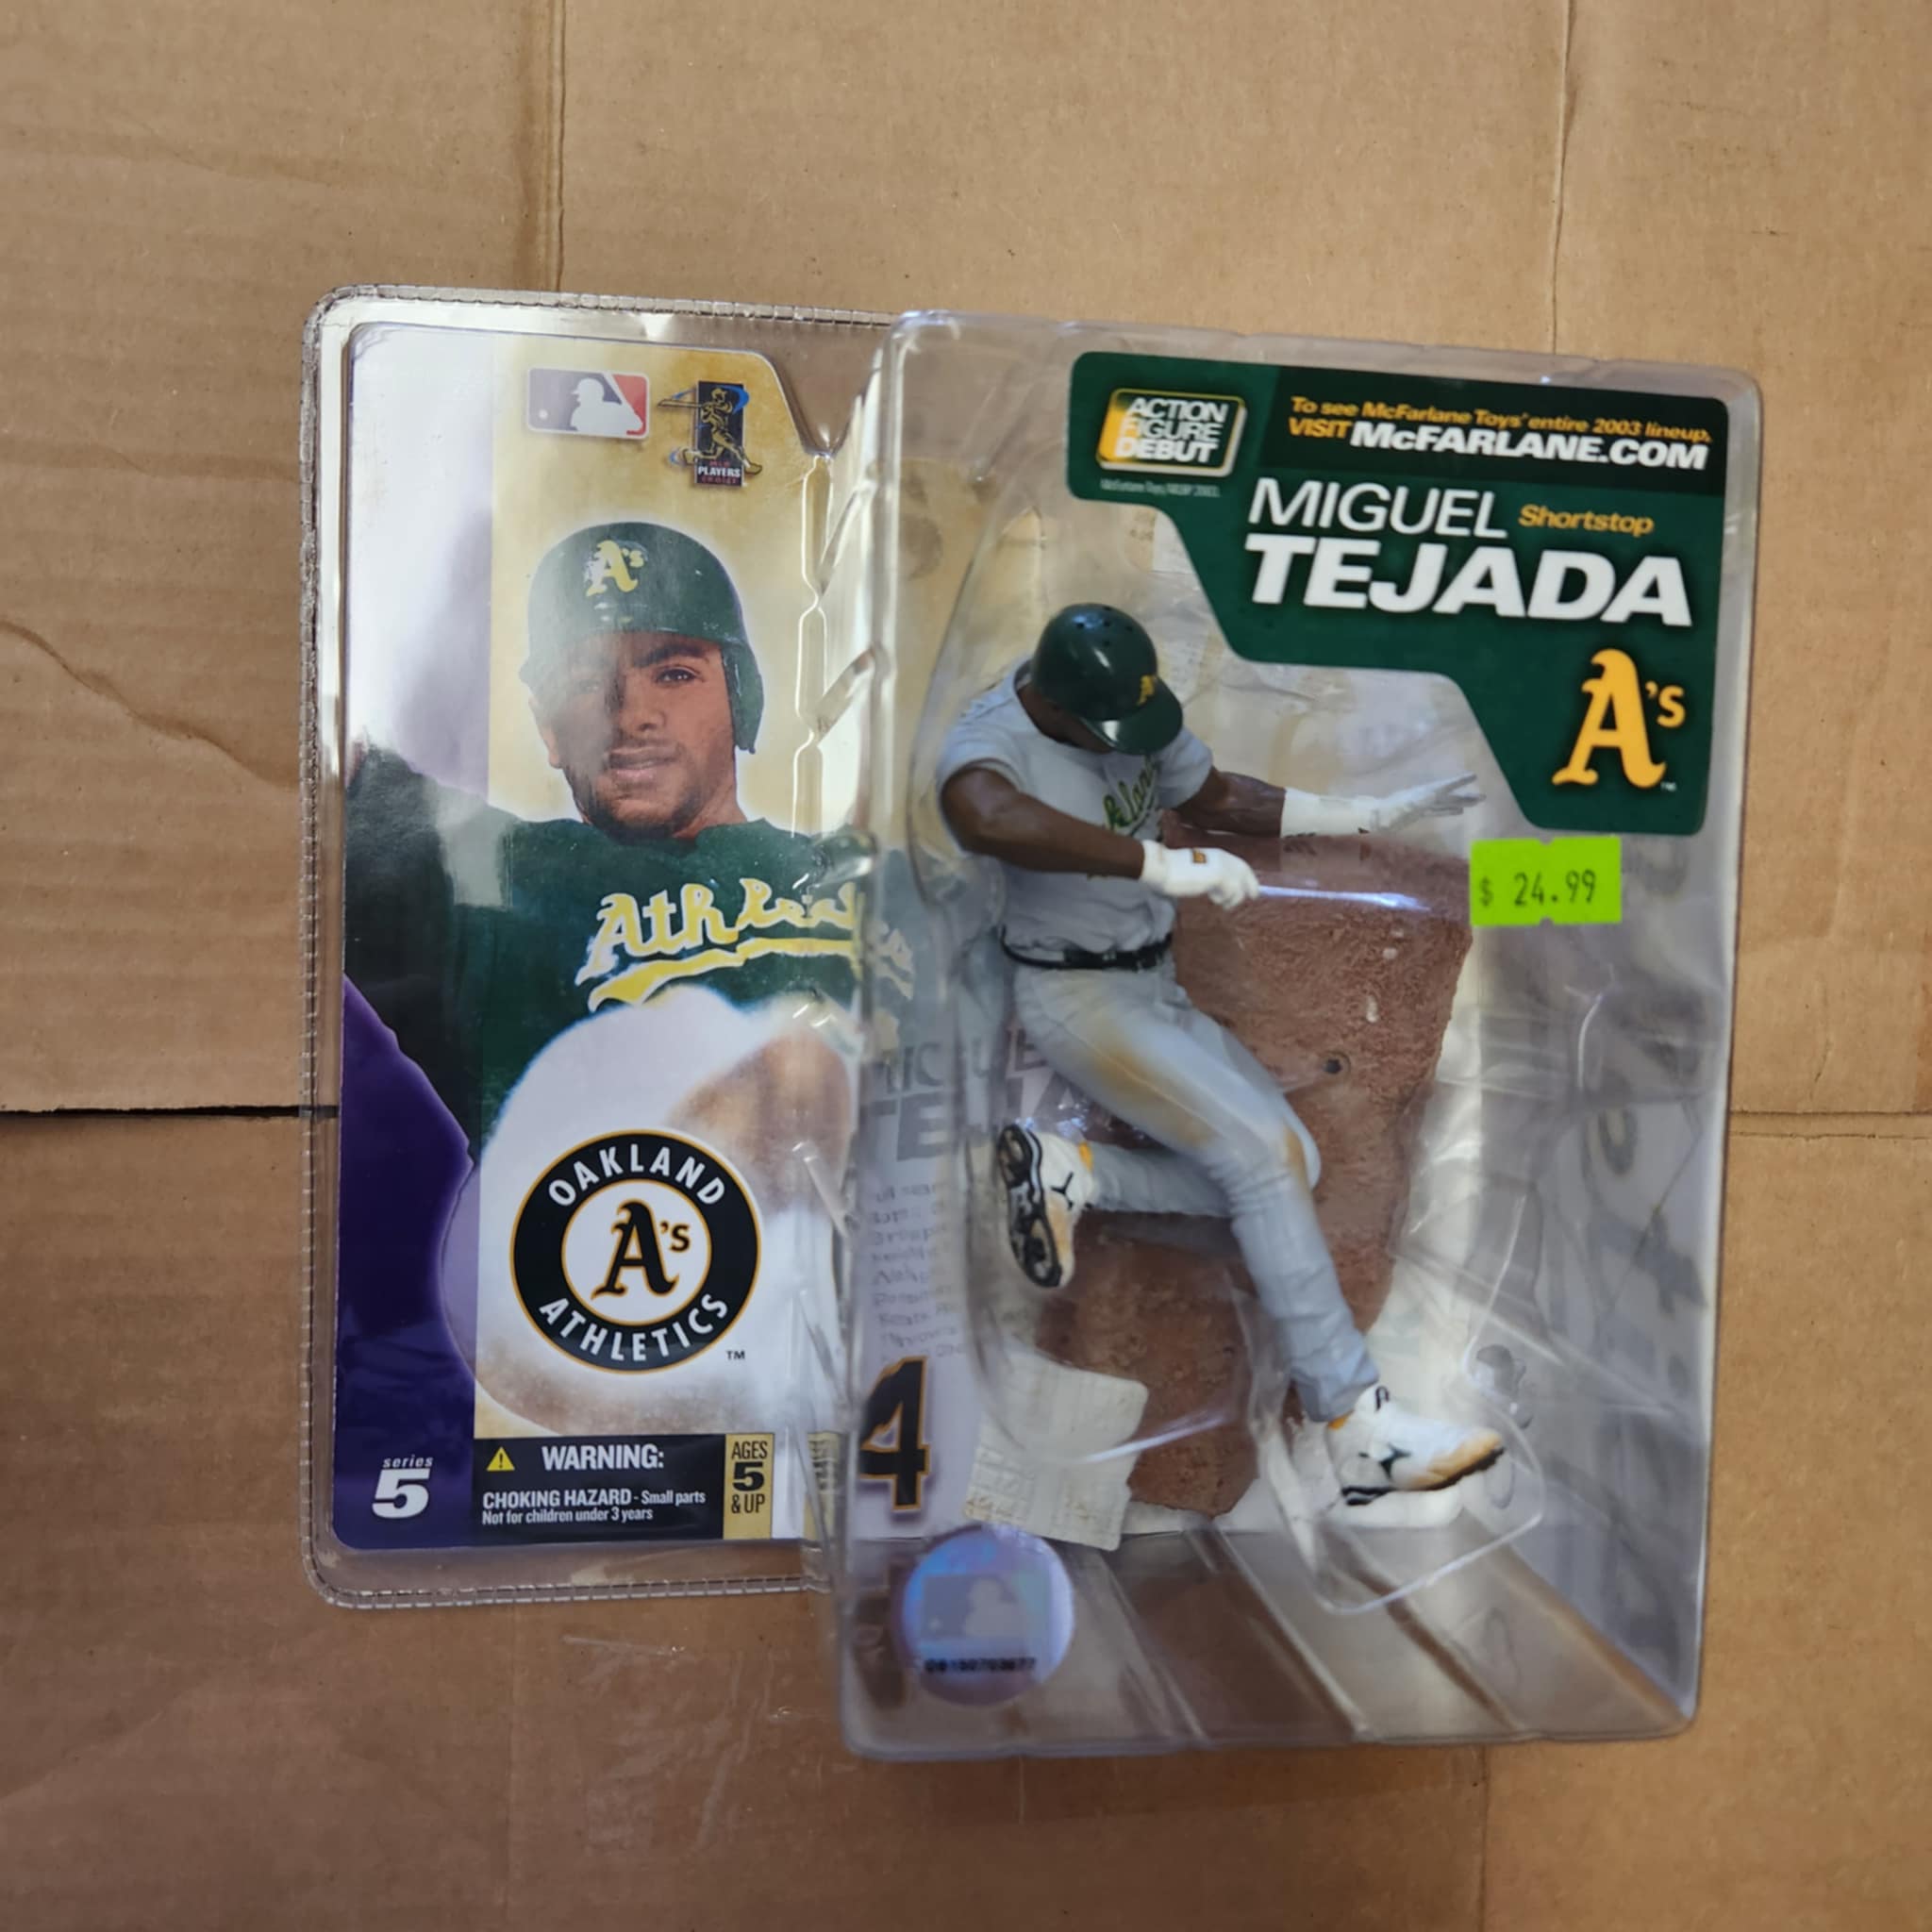 PLAYERS
CHOICE
A's
Athletics
OAKLAND
A's
ATHLETICS
TM
series
5
WARNING:
CHOKING HAZARD - Small parts
Not for children under 3 years
AGES
5
& UP
ACTION
FIGURE
DEBUT
To see McFarlane Toys' entire 2003 lineup,
VISIT McFARLANE.COM
MIGUEL Shortstop
TEJADA
A's
$ 24.99
4